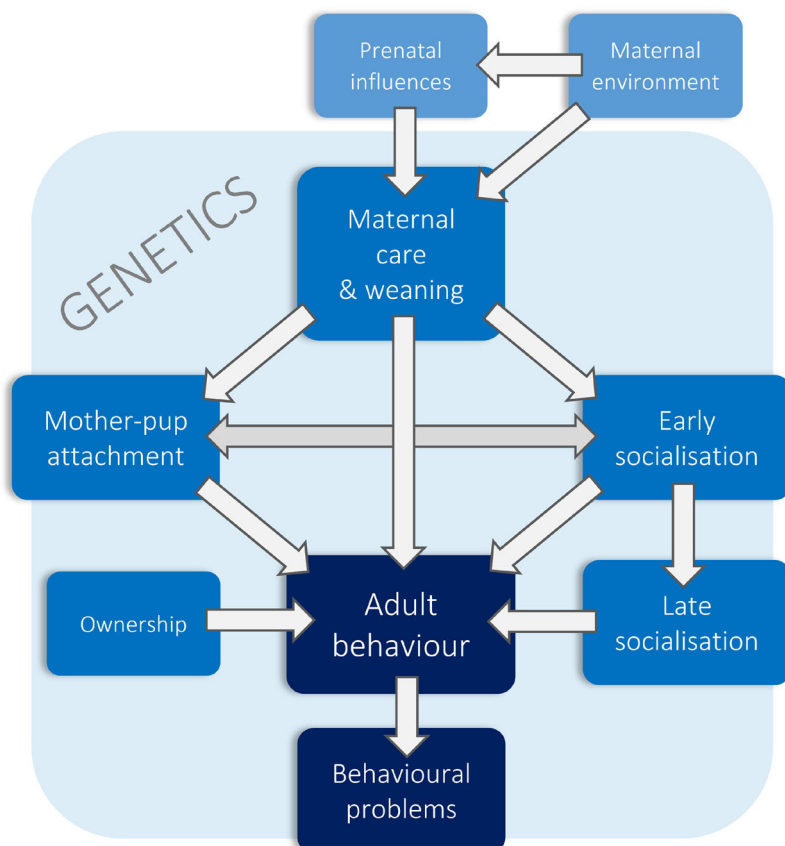 Prenatal
influences
Maternal
environment
GENETICS
Maternal
care
& weaning
Mother-pup
attachment
Early
socialisation
Ownership
Adult
behaviour
Late
socialisation
Behavioural
problems